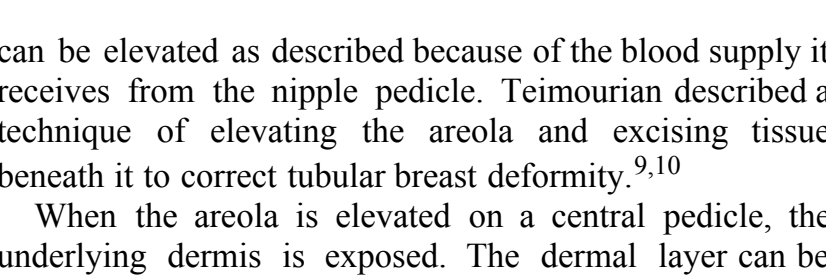 can be elevated as described because of the blood supply it
receives from the nipple pedicle. Teimourian described a
technique of elevating the areola and excising tissue
beneath it to correct tubular breast deformity.9,10
When the areola is elevated on a central pedicle, the
underlying dermis is exposed. The dermal layer can be